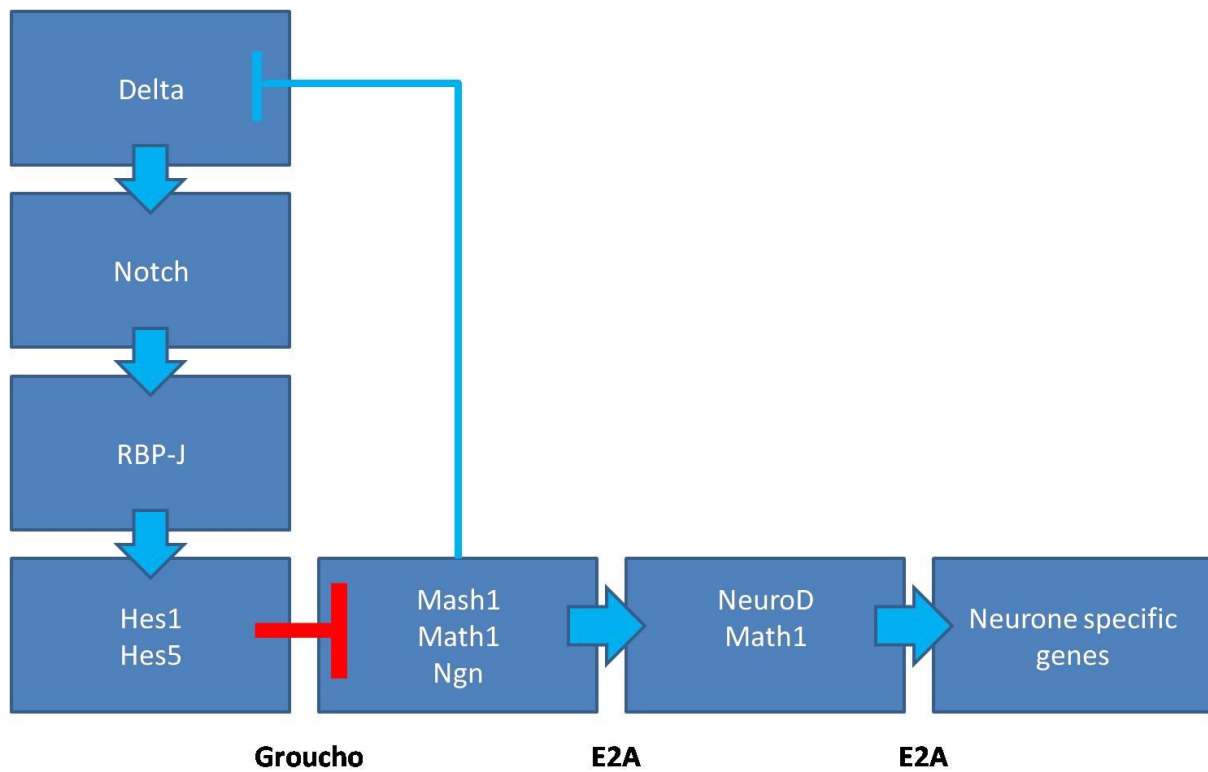 Delta
Notch
RBP-J
Hes1
Hes5
Mash1
Math1
Ngn
NeuroD
Math1
Neurone specific
genes
Groucho
E2A
E2A